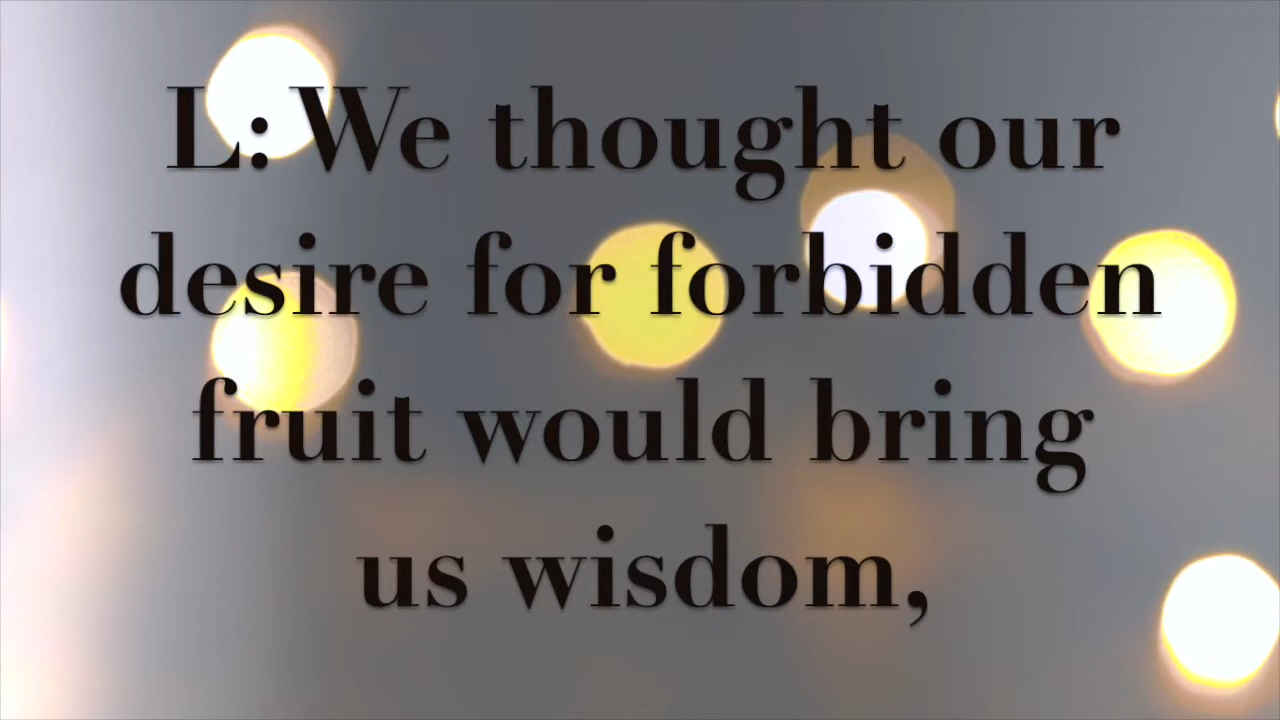 L: We thought our
desire for forbidden
fruit would bring
us wisdom,